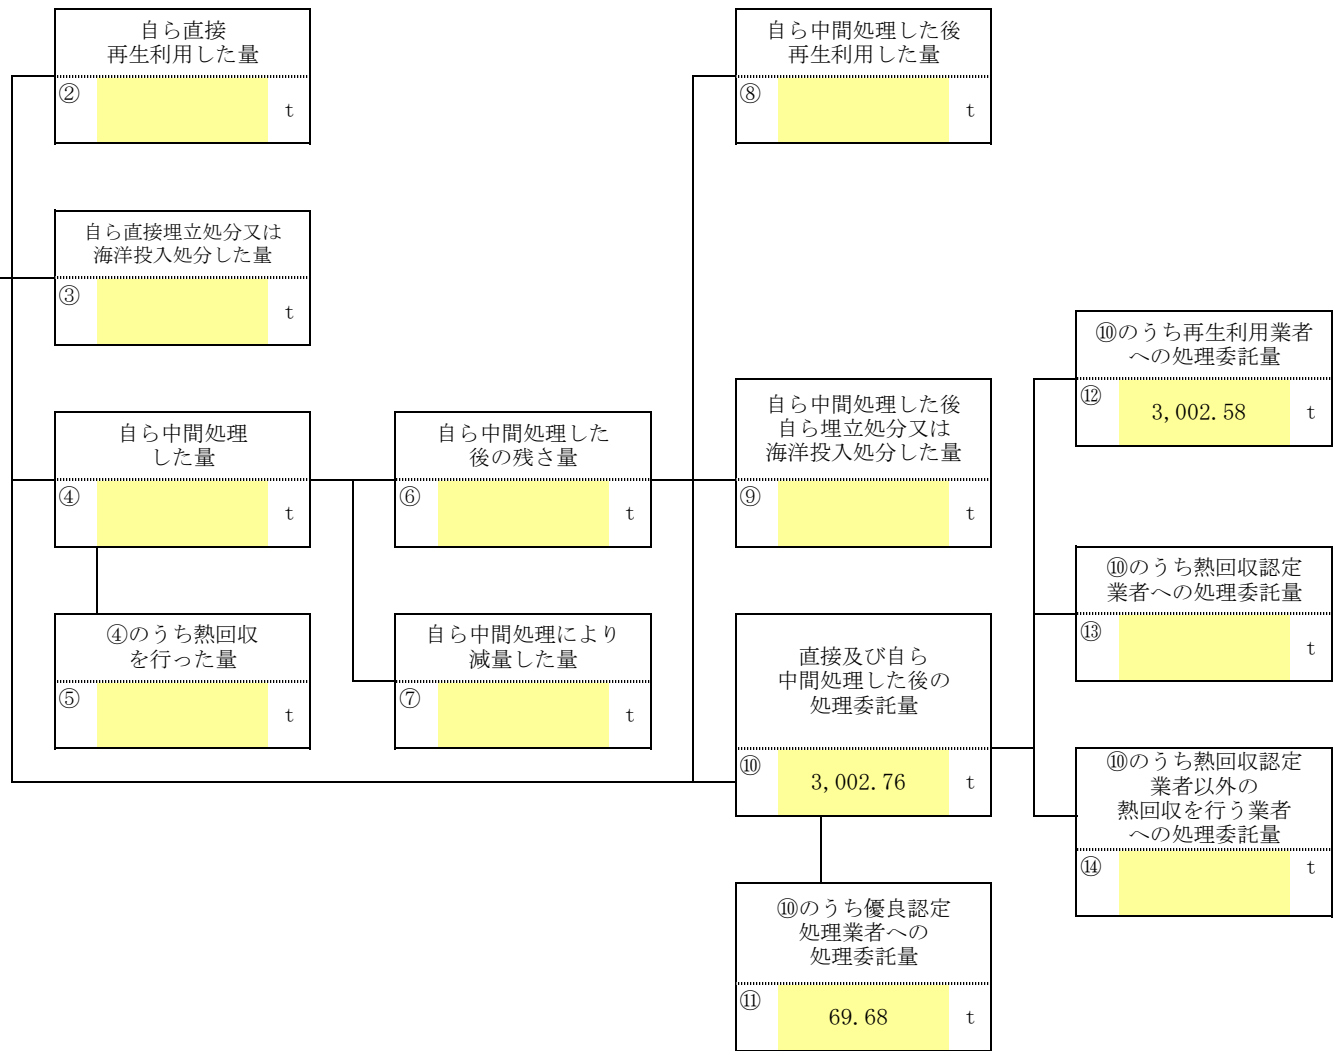 自ら直接
再生利用した量
②
t
自ら中間処理した後
再生利用した量
⑧
t
自ら直接埋立処分又は
海洋投入処分した量
③
t
⑩のうち再生利用業者
への処理委託量
⑫
3,002.58
t
自ら中間処理
した量
④
t
自ら中間処理した
後の残さ量
⑥
t
自ら中間処理した後
自ら埋立処分又は
海洋投入処分した量
⑨
t
⑩のうち熱回収認定
業者への処理委託量
⑬
t
④のうち熱回収
を行った量
⑤
t
自ら中間処理により
減量した量
⑦
t
直接及び自ら
中間処理した後の
処理委託量
⑩
3,002.76
t
⑩のうち熱回収認定
業者以外の
熱回収を行う業者
への処理委託量
⑭
t
⑩のうち優良認定
処理業者への
処理委託量
⑪
69.68
t